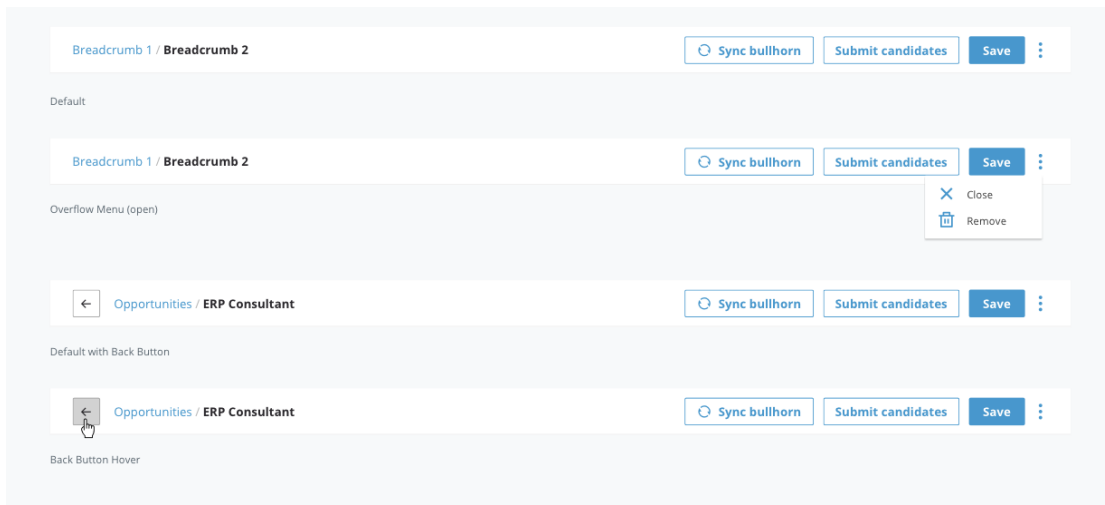 Breadcrumb 1 / Breadcrumb 2 Sync bullhorn Submit candidates Save
Default
Breadcrumb 1 / Breadcrumb 2 Sync bullhorn Submit candidates Save
Close
Overflow Menu (open)
Remove
Opportunities / ERP Consultant Sync bullhorn Submit candidates Save
Default with Back Button
Opportunities / ERP Consultant Sync bullhorn Submit candidates Save
Back Button Hover